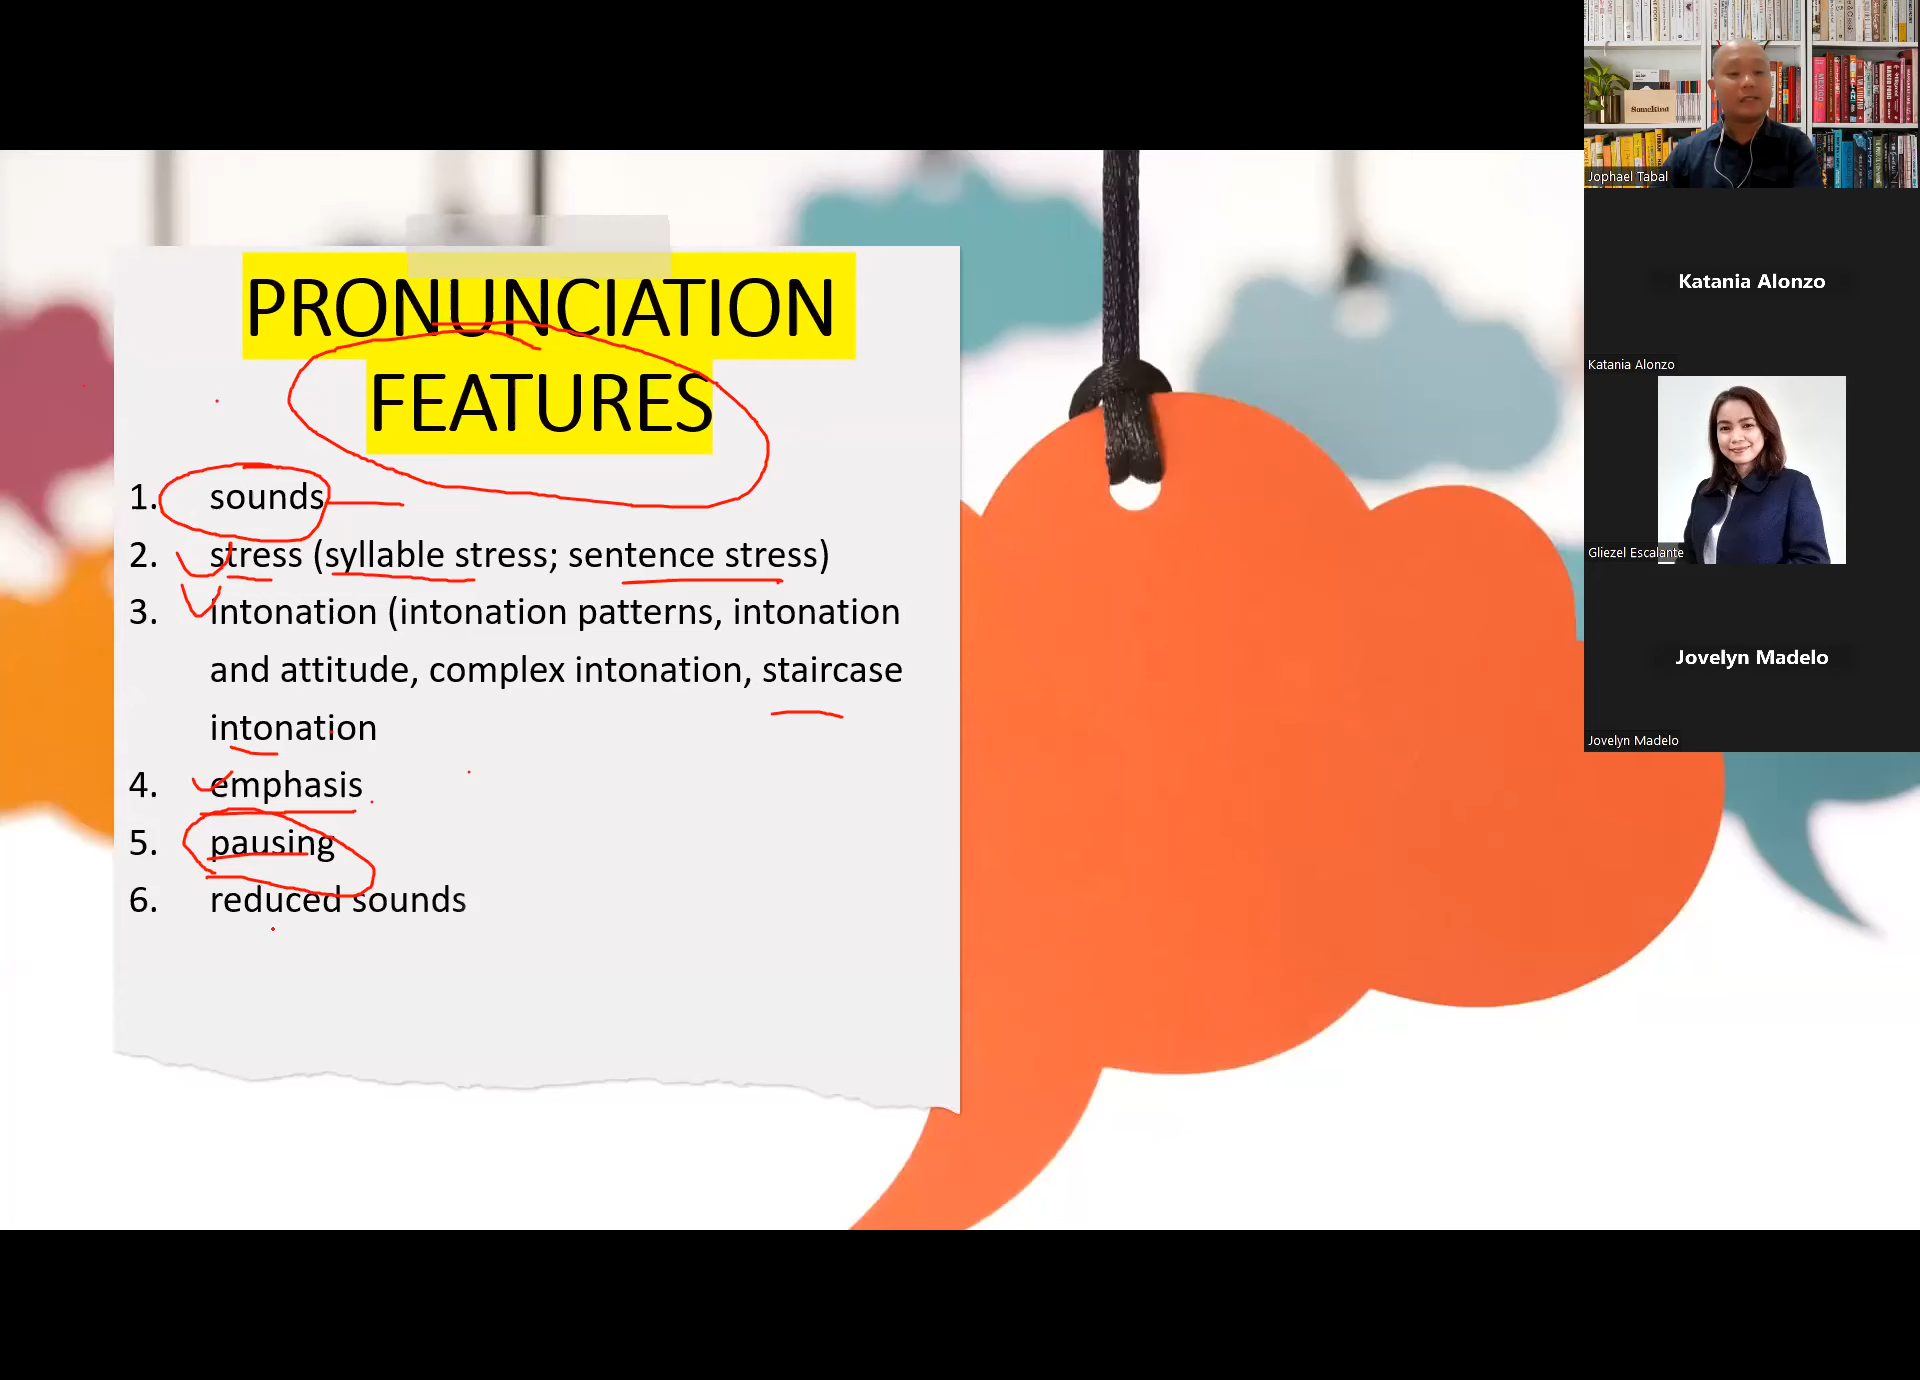 PRONUNCIATION
FEATURES
1. sounds
2. stress (syllable stress; sentence stress)
3. intonation (intonation patterns, intonation
and attitude, complex intonation, staircase
intonation
4. emphasis
5. pausing
6. reduced sounds
Jophael Tabal
Katania Alonzo
Katania Alonzo
Gliezel Escalante
Jovelyn Madelo
Jovelyn Madelo